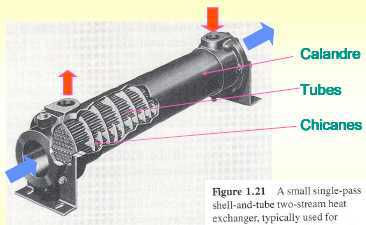 Calandre
Tubes
Chicanes
Figure 1.21 A small single-pass
shell-and-tube two-stream heat
exchanger, typically used for